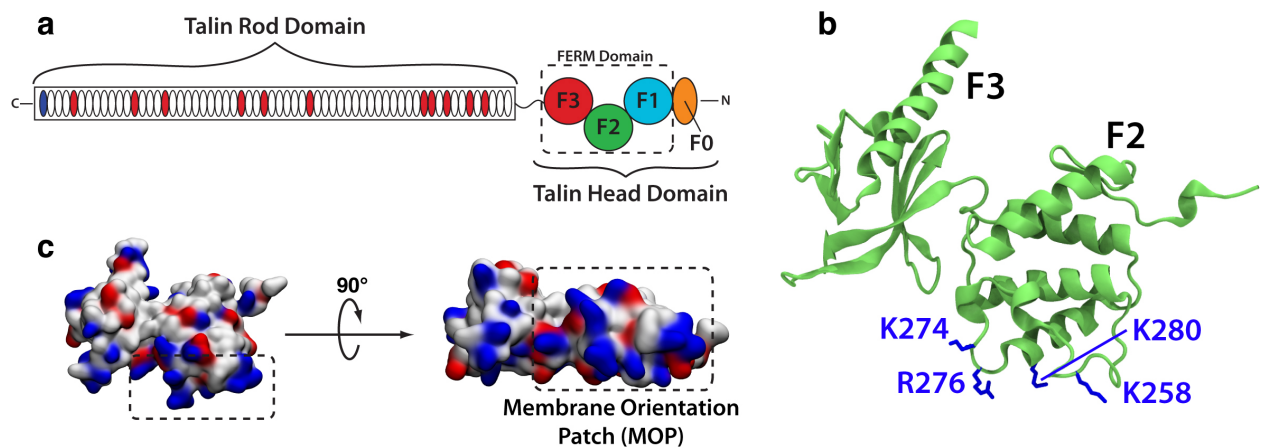 a
Talin Rod Domain
FERM Domain
C
F3
F2
F1
N
F0
Talin Head Domain
b
F3
F2
K274
K280
R276
K258
c
90°
Membrane Orientation
Patch (MOP)